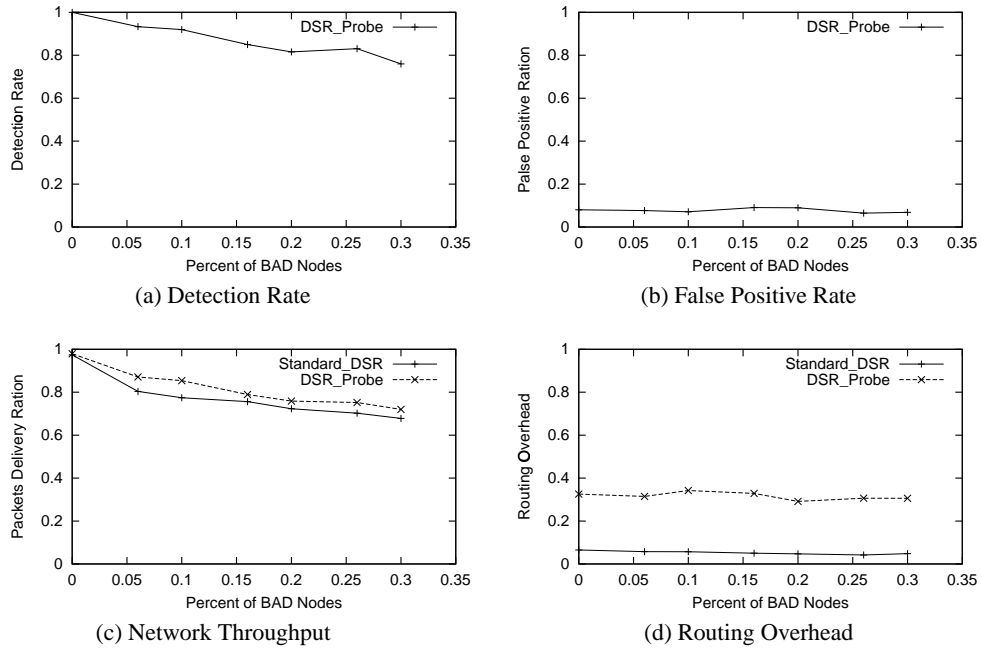 DSR_Probe
1
0.8
0.6
0.4
0.2
0
Detection Rate
0 0.05 0.1 0.15 0.2 0.25 0.3 0.35
Percent of BAD Nodes
(a) Detection Rate
DSR_Probe
1
0.8
0.6
0.4
0.2
0
Palse Positive Ration
0 0.05 0.1 0.15 0.2 0.25 0.3 0.35
Percent of BAD Nodes
(b) False Positive Rate
Standard_DSR
DSR_Probe
1
0.8
0.6
0.4
0.2
0
Packets Delivery Ration
0 0.05 0.1 0.15 0.2 0.25 0.3 0.35
Percent of BAD Nodes
(c) Network Throughput
Standard_DSR
DSR_Probe
1
0.8
0.6
0.4
0.2
0
Routing Overhead
0 0.05 0.1 0.15 0.2 0.25 0.3 0.35
Percent of BAD Nodes
(d) Routing Overhead